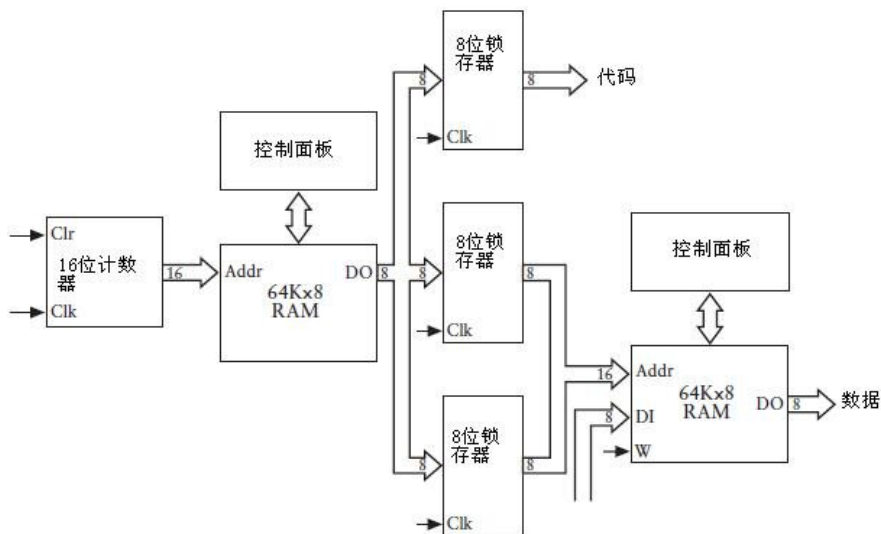 8位锁
存器
8
8
代码
Clk
控制面板
Clr
16位计数
器
Clk
16
Addr
DO
8
64Kx8
RAM
8位锁
存器
8
8
Clk
控制面板
8位锁
存器
8
8
Clk
16
Addr
64Kx8
RAM
DO
8
数据
8
DI
W